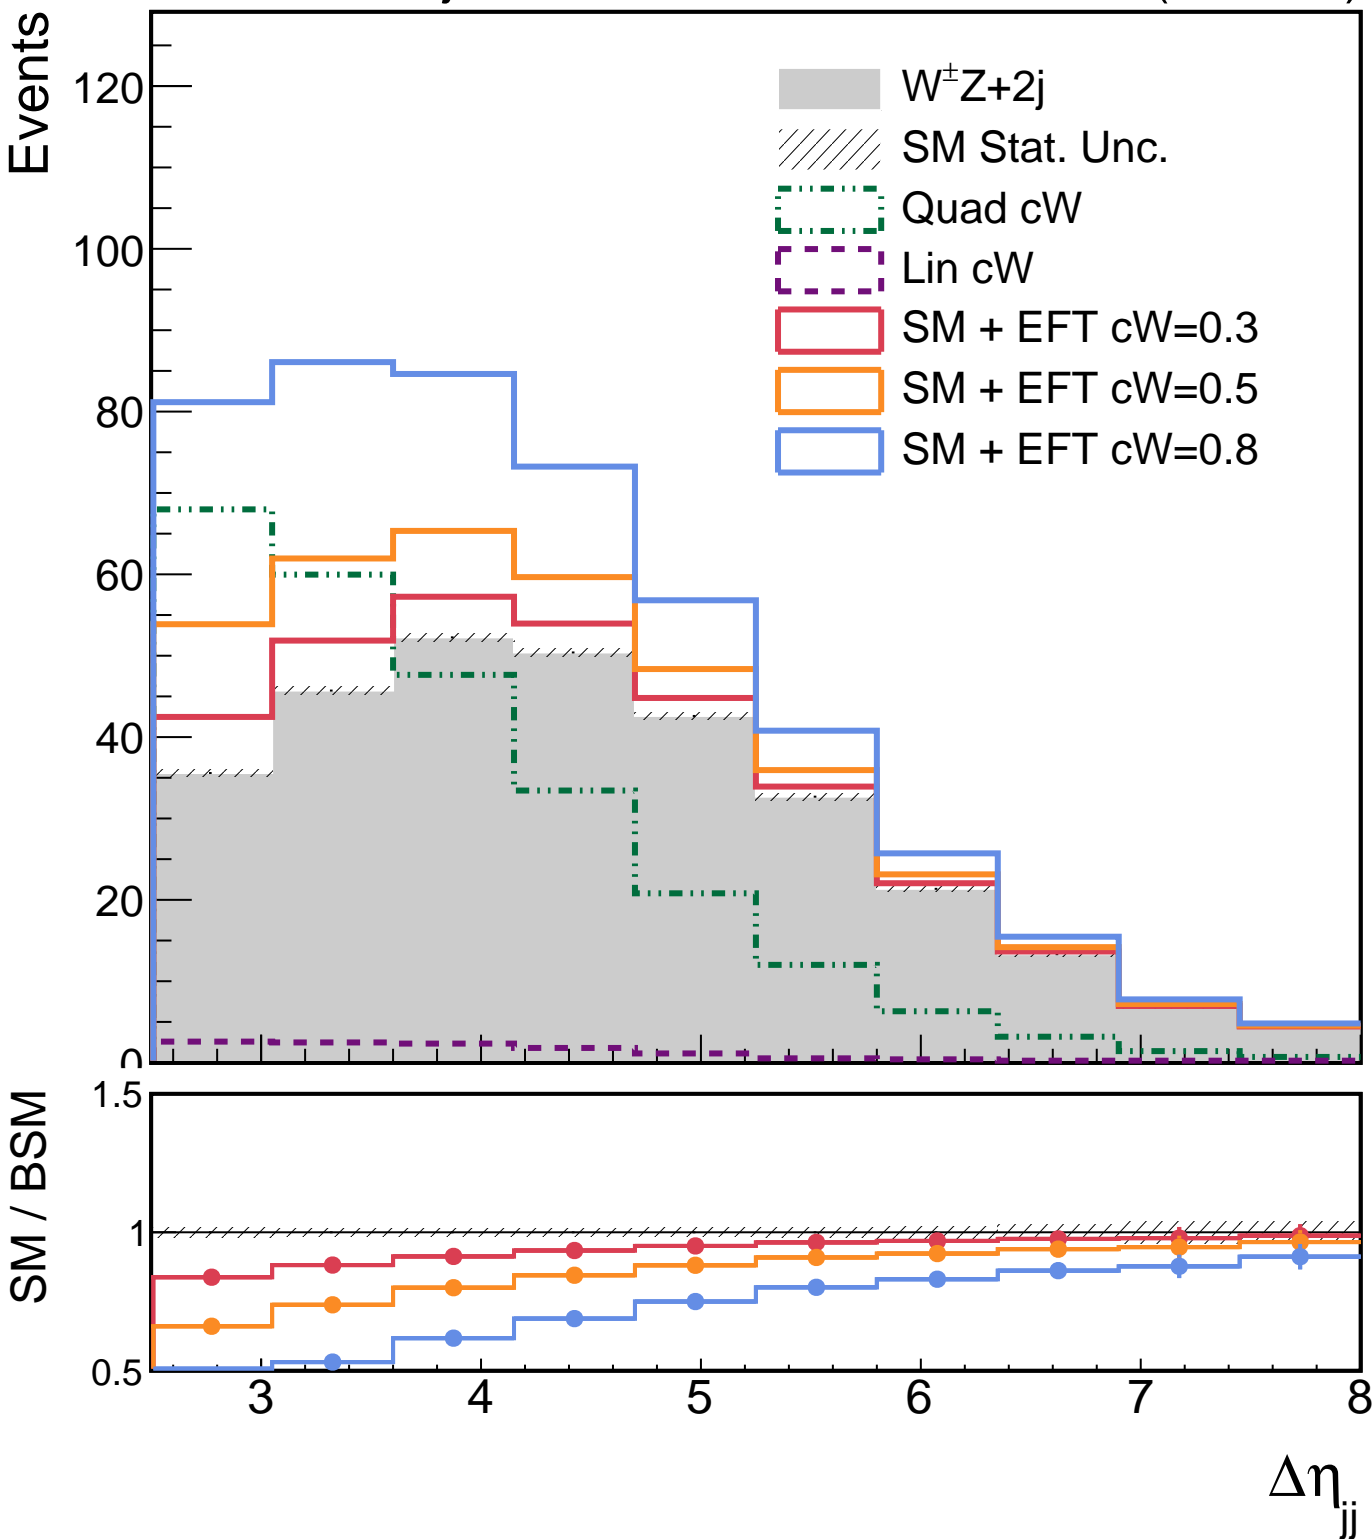 Events
120
100
80
60
40
20
0
W±Z+2j
SM Stat. Unc.
Quad cW
Lin cW
SM + EFT cW=0.3
SM + EFT cW=0.5
SM + EFT cW=0.8
SM / BSM
1.5
1
0.5
3 4 5 6 7 8
Δηjj